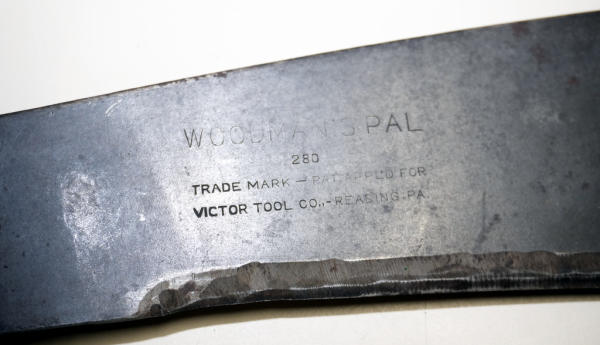 WOODMAN'S PAL
280
TRADE MARK – PAT. APPLD FOR
VICTOR TOOL CO.,-READING, PA.